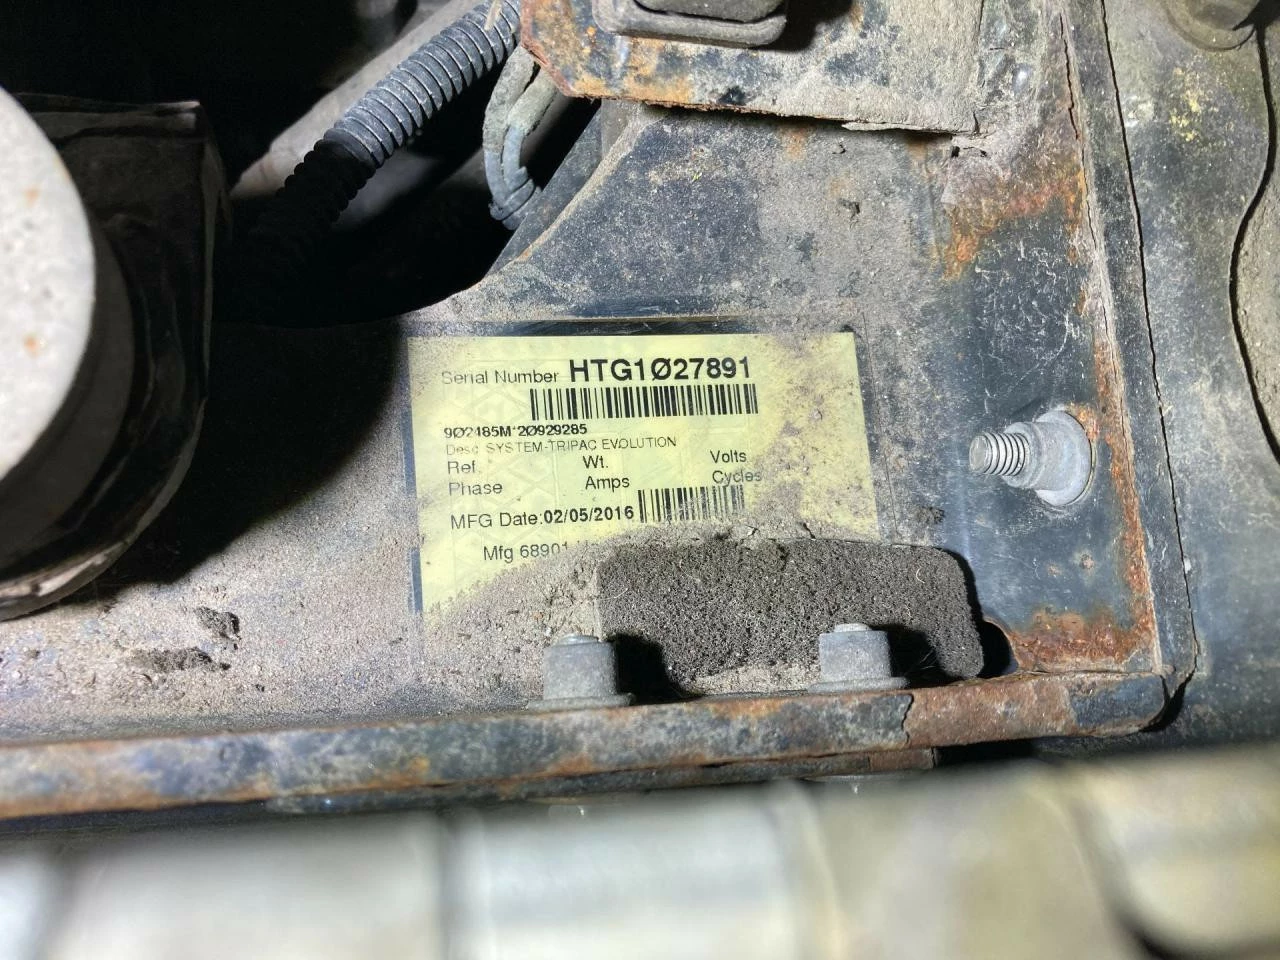 Serial Number HTG1Ø27891
9Ø2485M*2Ø929285
Desc SYSTEM-TRIPAC EVOLUTION
Ref. Wt. Volts
Phase Amps Cycles
MFG Date:02/05/2016
Mfg 68901